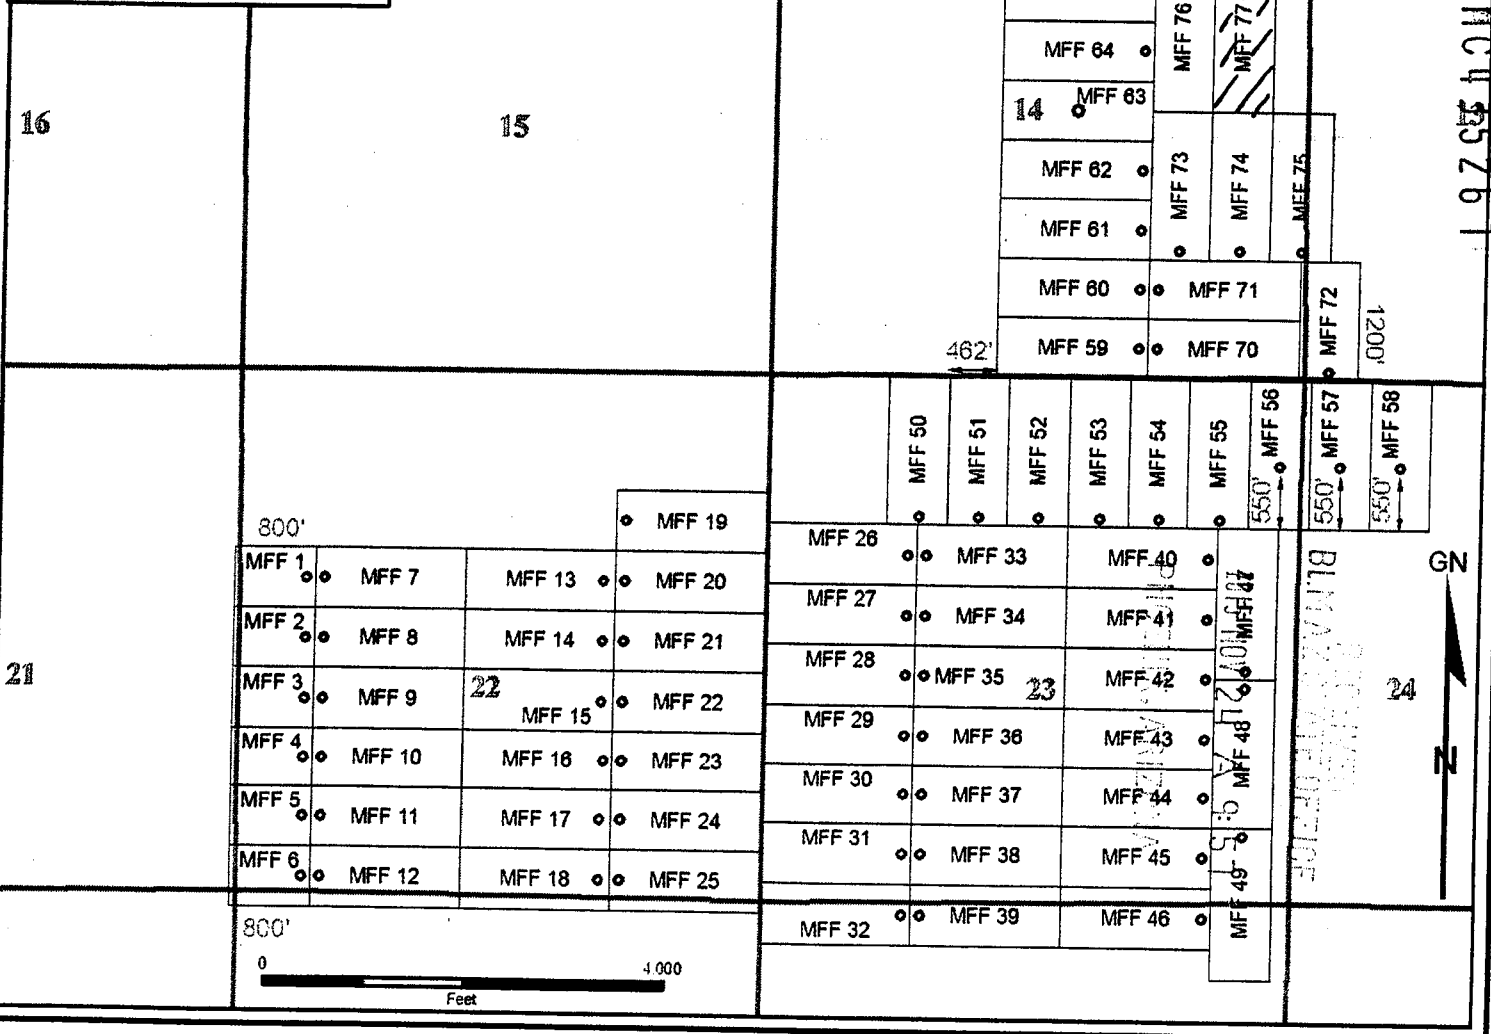 MFF 76
MFF 77
MFF 64
MFF 63
16
15
14
MFF 62
MFF 73
MFF 74
MFF 75
MFF 61
MFF 60
MFF 71
MFF 72
1200'
462'
MFF 59
MFF 70
MFF 50
MFF 51
MFF 52
MFF 53
MFF 54
MFF 55
MFF 56
MFF 57
MFF 58
550'
550'
550'
MFF 19
800'
MFF 26
MFF 33
MFF 40
MFF 1
MFF 7
MFF 13
MFF 20
MFF 47
GN
MFF 27
MFF 34
MFF 41
MFF 2
MFF 8
MFF 14
MFF 21
MFF 28
MFF 35
MFF 42
21
22
23
24
MFF 3
MFF 9
MFF 15
MFF 22
MFF 29
MFF 36
MFF 43
MFF 48
MFF 4
MFF 10
MFF 16
MFF 23
N
MFF 30
MFF 37
MFF 44
MFF 5
MFF 11
MFF 17
MFF 24
MFF 31
MFF 38
MFF 45
MFF 6
MFF 12
MFF 18
MFF 25
MFF 49
MFF 32
MFF 39
MFF 46
800'
0
4,000
Feet